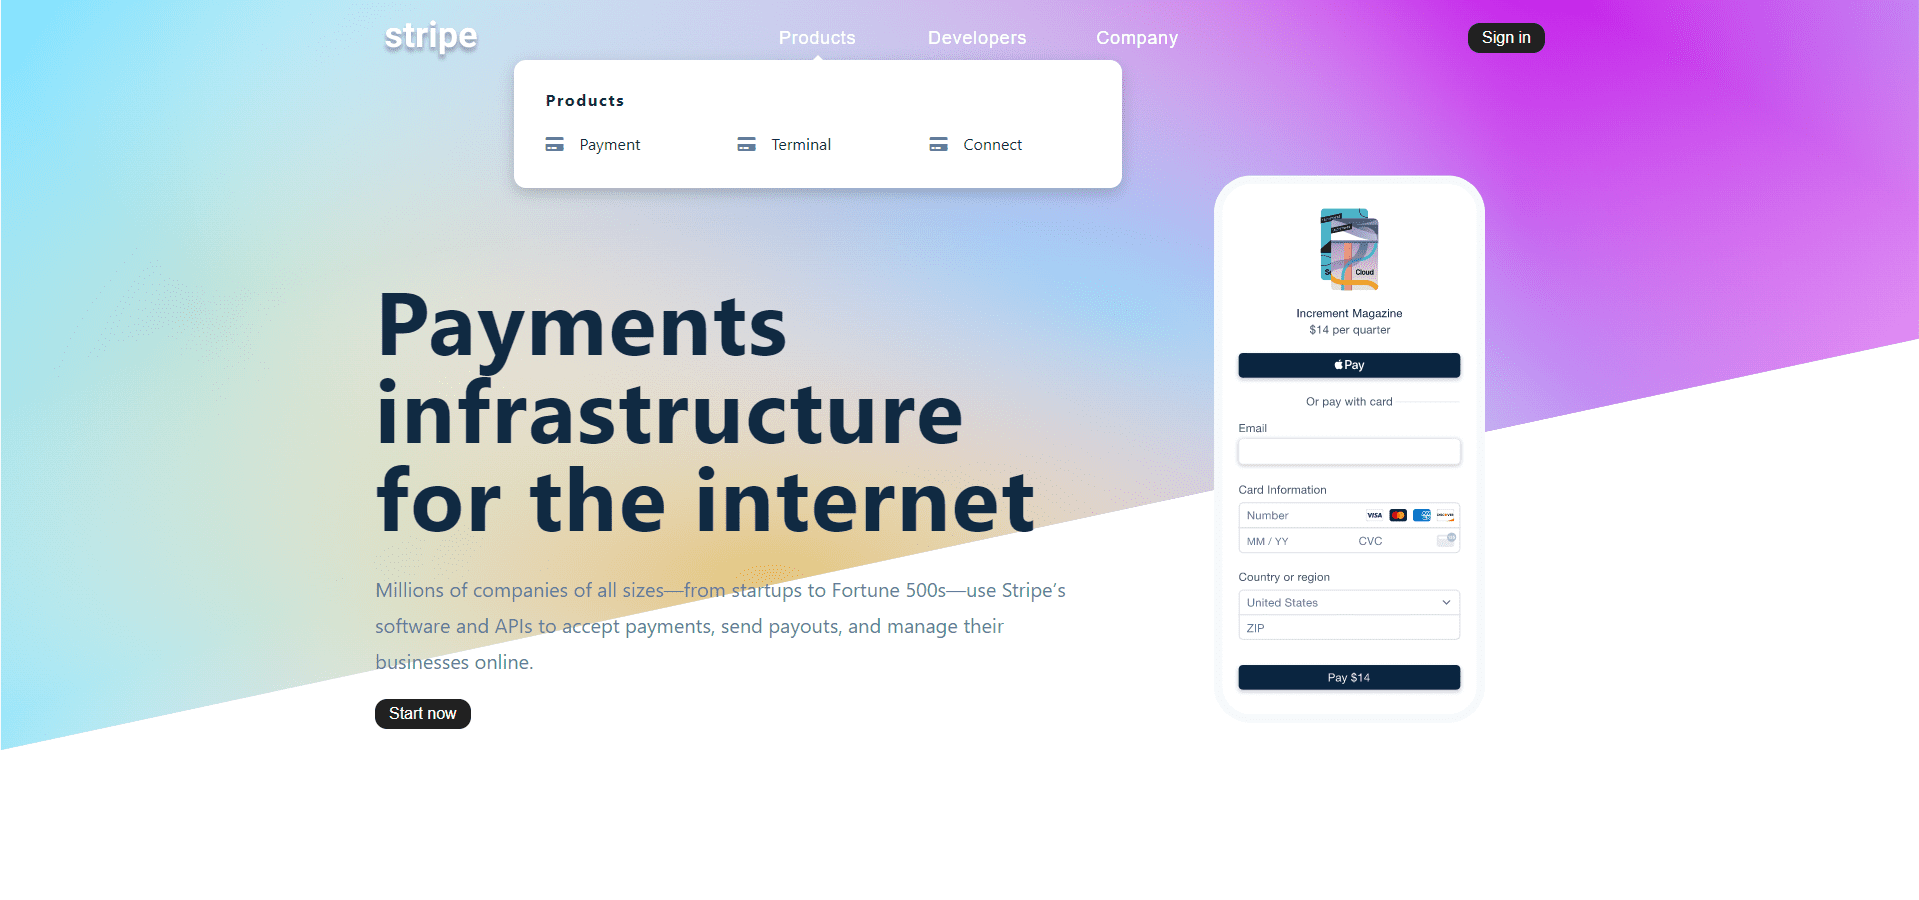 stripe
Products Developers Company
Sign in
Products
Payment Terminal Connect
Payments
infrastructure
for the internet
Millions of companies of all sizes—from startups to Fortune 500s—use Stripe’s
software and APIs to accept payments, send payouts, and manage their
businesses online.
Start now
Cloud
Increment Magazine
$14 per quarter
Pay
Or pay with card
Email
Card Information
Number VISA
MM / YY CVC
Country or region
United States
ZIP
Pay $14